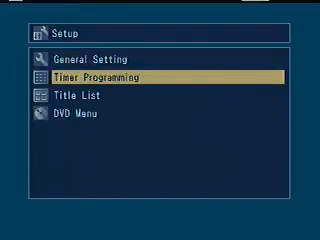 Setup
General Setting
Timer Programming
Title List
DVD Menu